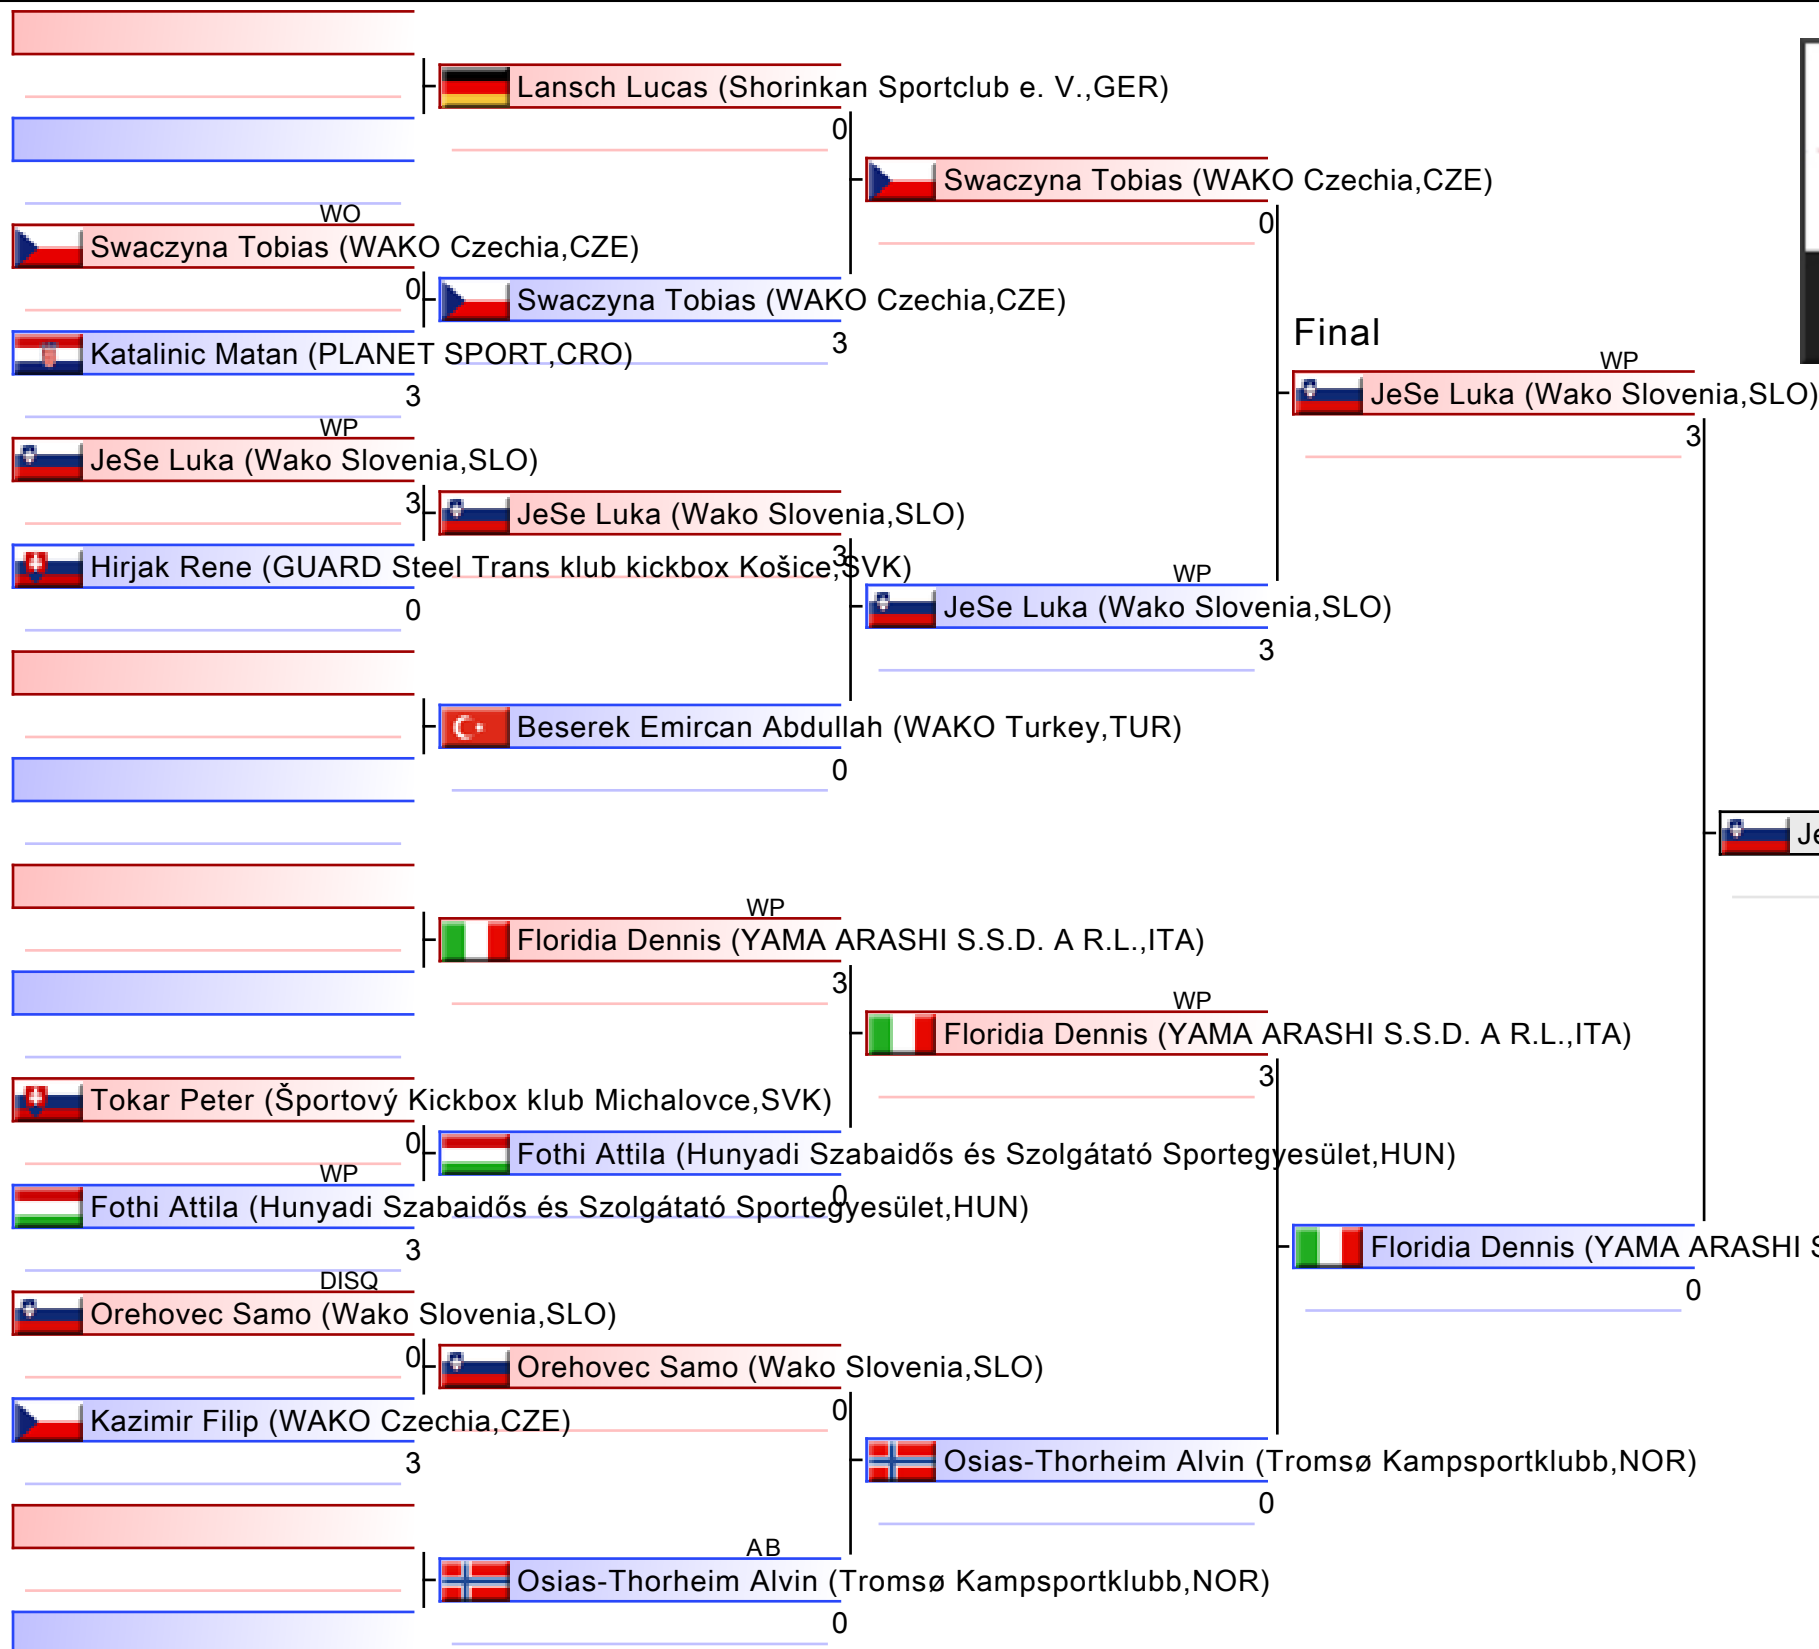 Lansch Lucas (Shorinkan Sportclub e. V.,GER)
0
Swaczyna Tobias (WAKO Czechia,CZE)
0
WO
Swaczyna Tobias (WAKO Czechia,CZE)
0
Swaczyna Tobias (WAKO Czechia,CZE)
3
Katalinic Matan (PLANET SPORT,CRO)
3
Final
WP
JeSe Luka (Wako Slovenia,SLO)
3
WP
JeSe Luka (Wako Slovenia,SLO)
3
JeSe Luka (Wako Slovenia,SLO)
3
Hirjak Rene (GUARD Steel Trans klub kickbox Košice,SVK)
0
WP
JeSe Luka (Wako Slovenia,SLO)
3
Beserek Emircan Abdullah (WAKO Turkey,TUR)
0
Je
WP
Floridia Dennis (YAMA ARASHI S.S.D. A R.L.,ITA)
3
WP
Floridia Dennis (YAMA ARASHI S.S.D. A R.L.,ITA)
3
Tokar Peter (Športový Kickbox klub Michalovce,SVK)
0
Fothi Attila (Hunyadi Szabaidős és Szolgátató Sportegyesület,HUN)
0
WP
Fothi Attila (Hunyadi Szabaidős és Szolgátató Sportegyesület,HUN)
3
Floridia Dennis (YAMA ARASHI S
0
DISQ
Orehovec Samo (Wako Slovenia,SLO)
0
Orehovec Samo (Wako Slovenia,SLO)
0
Kazimir Filip (WAKO Czechia,CZE)
3
Osias-Thorheim Alvin (Tromsø Kampsportklubb,NOR)
0
AB
Osias-Thorheim Alvin (Tromsø Kampsportklubb,NOR)
0